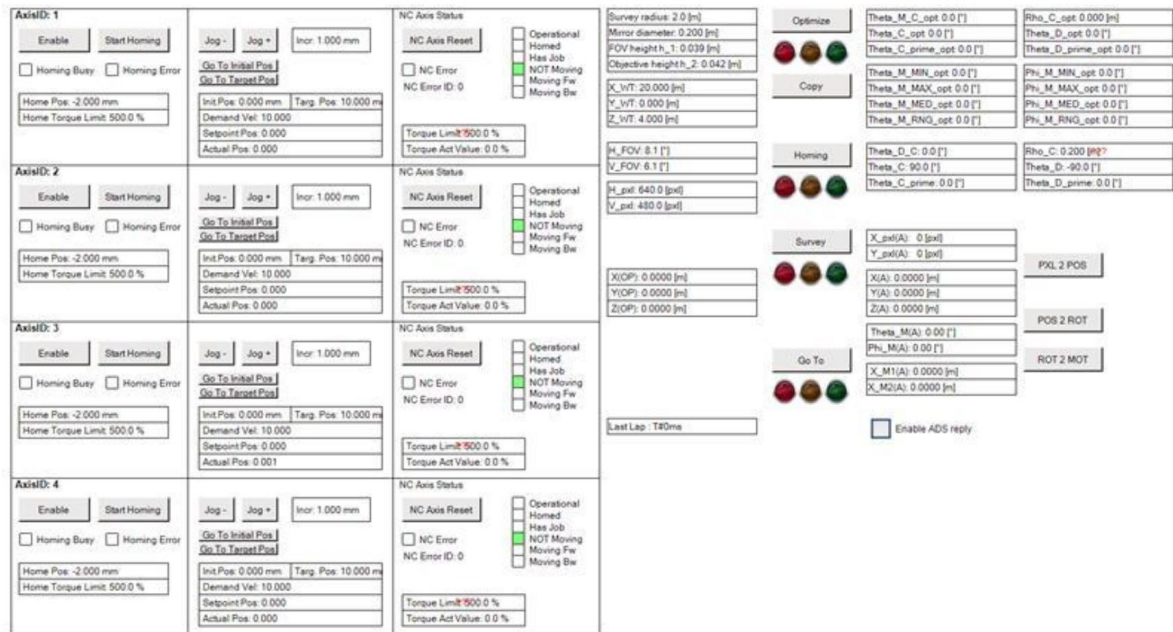 AxisID: 1
Enable Start Homing
Homing Busy Homing Error
Home Pos: -2.000 mm
Home Torque Limit: 500.0 %
Jog - Jog + Incr: 1.000 mm
Go To Initial Pos
Go To Target Pos
Init.Pos: 0.000 mm Targ. Pos: 10.000 m
Demand Vel: 10.000
Setpoint Pos: 0.000
Actual Pos: 0.000
NC Axis Status
NC Axis Reset
NC Error
NC Error ID: 0
Operational
Homed
Has Job
NOT Moving
Moving Fw
Moving Bw
Torque Limit: 500.0 %
Torque Act Value: 0.0 %
AxisID: 2
Enable Start Homing
Homing Busy Homing Error
Home Pos: -2.000 mm
Home Torque Limit: 500.0 %
Jog - Jog + Incr: 1.000 mm
Go To Initial Pos
Go To Target Pos
Init.Pos: 0.000 mm Targ. Pos: 10.000 m
Demand Vel: 10.000
Setpoint Pos: 0.000
Actual Pos: 0.000
NC Axis Status
NC Axis Reset
NC Error
NC Error ID: 0
Operational
Homed
Has Job
NOT Moving
Moving Fw
Moving Bw
Torque Limit: 500.0 %
Torque Act Value: 0.0 %
AxisID: 3
Enable Start Homing
Homing Busy Homing Error
Home Pos: -2.000 mm
Home Torque Limit: 500.0 %
Jog - Jog + Incr: 1.000 mm
Go To Initial Pos
Go To Target Pos
Init.Pos: 0.000 mm Targ. Pos: 10.000 m
Demand Vel: 10.000
Setpoint Pos: 0.000
Actual Pos: 0.001
NC Axis Status
NC Axis Reset
NC Error
NC Error ID: 0
Operational
Homed
Has Job
NOT Moving
Moving Fw
Moving Bw
Torque Limit: 500.0 %
Torque Act Value: 0.0 %
AxisID: 4
Enable Start Homing
Homing Busy Homing Error
Home Pos: -2.000 mm
Home Torque Limit: 500.0 %
Jog - Jog + Incr: 1.000 mm
Go To Initial Pos
Go To Target Pos
Init.Pos: 0.000 mm Targ. Pos: 10.000 m
Demand Vel: 10.000
Setpoint Pos: 0.000
Actual Pos: 0.000
NC Axis Status
NC Axis Reset
NC Error
NC Error ID: 0
Operational
Homed
Has Job
NOT Moving
Moving Fw
Moving Bw
Torque Limit: 500.0 %
Torque Act Value: 0.0 %
Survey radius: 2.0 [m]
Mirror diameter: 0.200 [m]
FOV height h_1: 0.039 [m]
Objective height h_2: 0.042 [m]
X_WT: 20.000 [m]
Y_WT: 0.000 [m]
Z_WT: 4.000 [m]
H_FOV: 8.1 [°]
V_FOV: 6.1 [°]
H_pxl: 640.0 [pxl]
V_pxl: 480.0 [pxl]
X(OP): 0.0000 [m]
Y(OP): 0.0000 [m]
Z(OP): 0.0000 [m]
Last Lap : T#0ms
Optimize
Copy
Homing
Survey
Go To
Theta_M_C_opt: 0.0 [°] Rho_C_opt: 0.000 [m]
Theta_C_opt: 0.0 [°] Theta_D_opt: 0.0 [°]
Theta_C_prime_opt: 0.0 [°] Theta_D_prime_opt: 0.0 [°]
Theta_M_MIN_opt: 0.0 [°] Phi_M_MIN_opt: 0.0 [°]
Theta_M_MAX_opt: 0.0 [°] Phi_M_MAX_opt: 0.0 [°]
Theta_M_MED_opt: 0.0 [°] Phi_M_MED_opt: 0.0 [°]
Theta_M_RNG_opt: 0.0 [°] Phi_M_RNG_opt: 0.0 [°]
Theta_D_C: 0.0 [°] Rho_C: 0.200
Theta_C: 90.0 [°] Theta_D: -90.0 [°]
Theta_C_prime: 0.0 [°] Theta_D_prime: 0.0 [°]
X_pxl(A): 0 [pxl]
Y_pxl(A): 0 [pxl]
X(A): 0.0000 [m]
Y(A): 0.0000 [m]
Z(A): 0.0000 [m]
Theta_M(A): 0.00 [°]
Phi_M(A): 0.00 [°]
X_M1(A): 0.0000 [m]
X_M2(A): 0.0000 [m]
PXL 2 POS
POS 2 ROT
ROT 2 MOT
Enable ADS reply